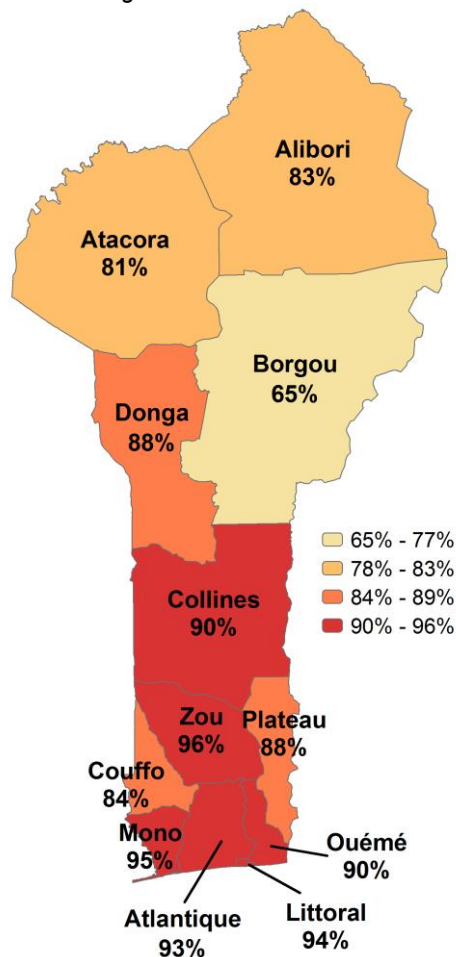 Alibori
83%
Atacora
81%
Borgou
65%
Donga
88%
65% - 77%
78% - 83%
84% - 89%
90% - 96%
Collines
90%
Zou
96%
Plateau
88%
Couffo
84%
Mono
95%
Ouémé
90%
Atlantique
93%
Littoral
94%